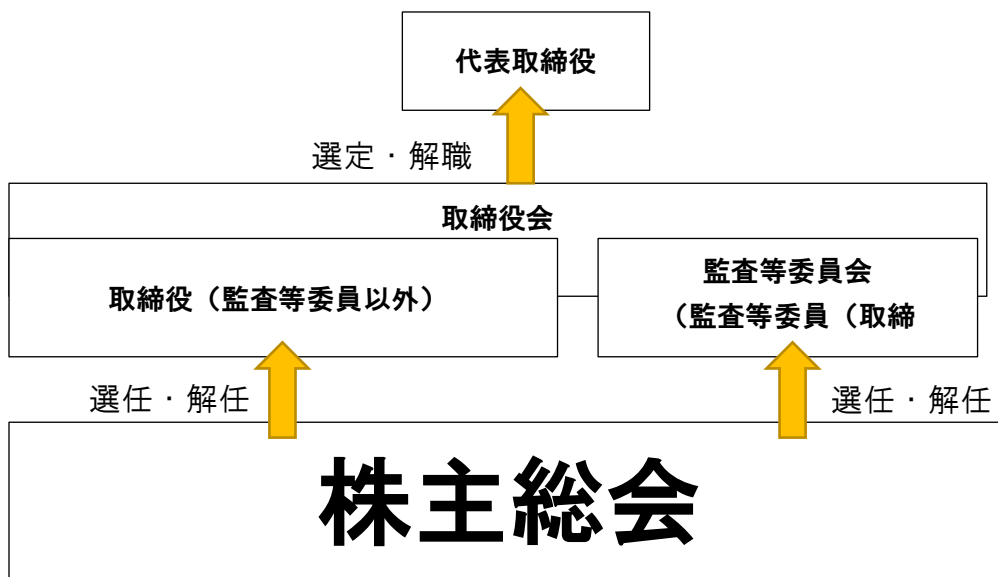 代表取締役
選定・解職
取締役会
取締役（監査等委員以外）
監査等委員会
（監査等委員（取締
選任・解任
選任・解任
株主総会